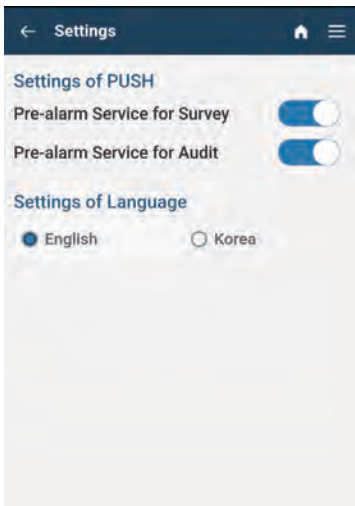 Settings
Settings of PUSH
Pre-alarm Service for Survey
Pre-alarm Service for Audit
Settings of Language
English
Korea